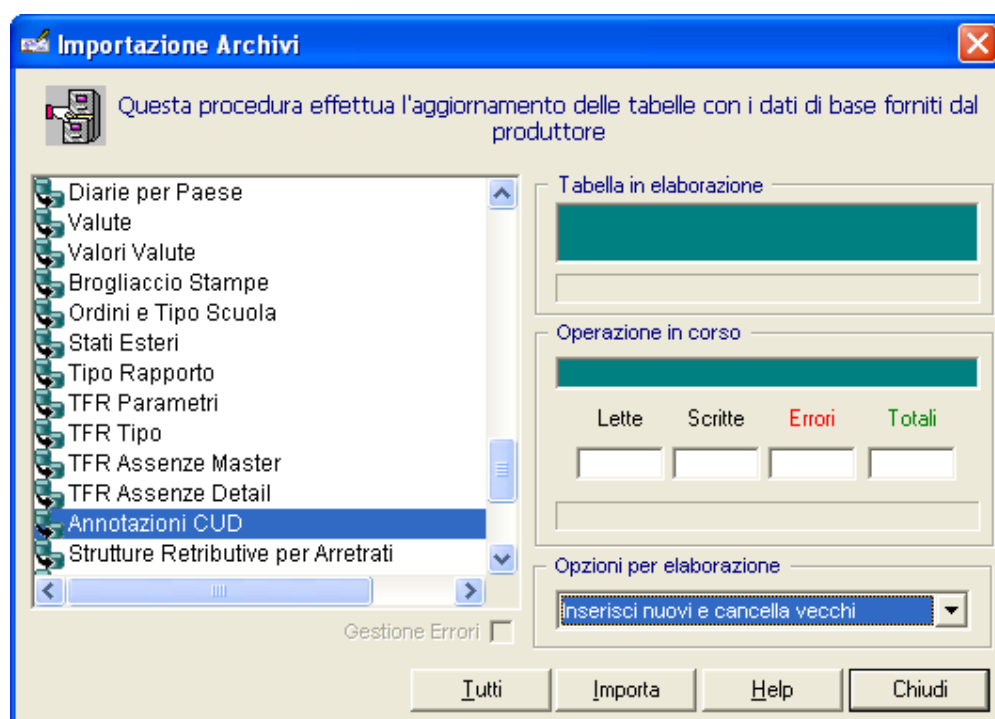 Importazione Archivi
Questa procedura effettua l'aggiornamento delle tabelle con i dati di base forniti dal
produttore
Diarie per Paese
Valute
Valori Valute
Brogliaccio Stampe
Ordini e Tipo Scuola
Stati Esteri
Tipo Rapporto
TFR Parametri
TFR Tipo
TFR Assenze Master
TFR Assenze Detail
Annotazioni CUD
Strutture Retributive per Arretrati
Gestione Errori
Tabella in elaborazione
Operazione in corso
Lette Scritte Errori Totali
Opzioni per elaborazione
Inserisci nuovi e cancella vecchi
Tutti Importa Help Chiudi